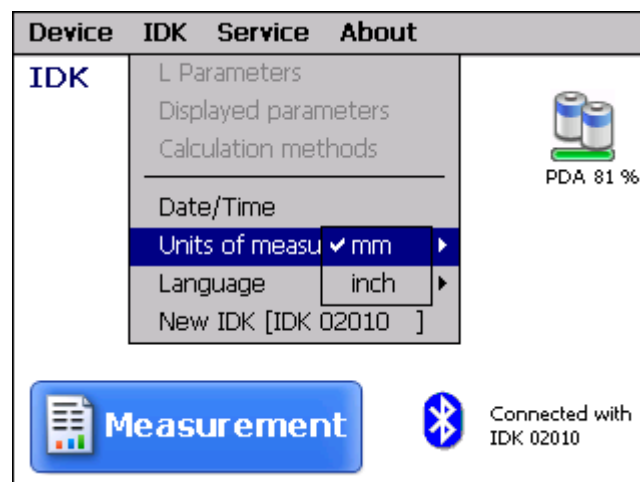 Device IDK Service About
IDK
L Parameters
Displayed parameters
Calculation methods
PDA 81 %
Date/Time
Units of measu ✔ mm
Language inch
New IDK [IDK 02010 ]
Measurement
Connected with
IDK 02010